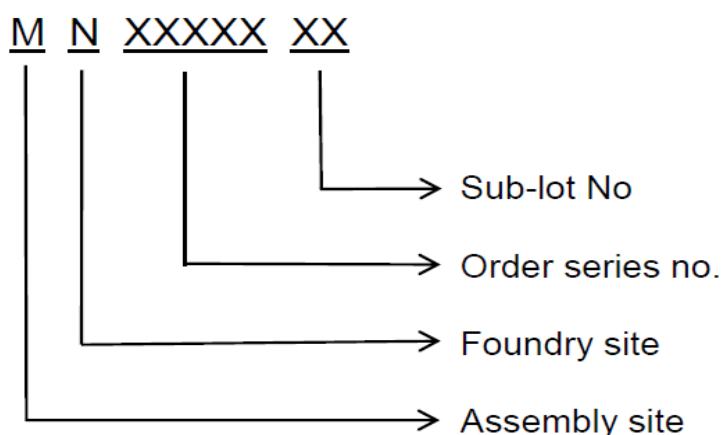 M N XXXXX XX
Sub-lot No
Order series no.
Foundry site
Assembly site